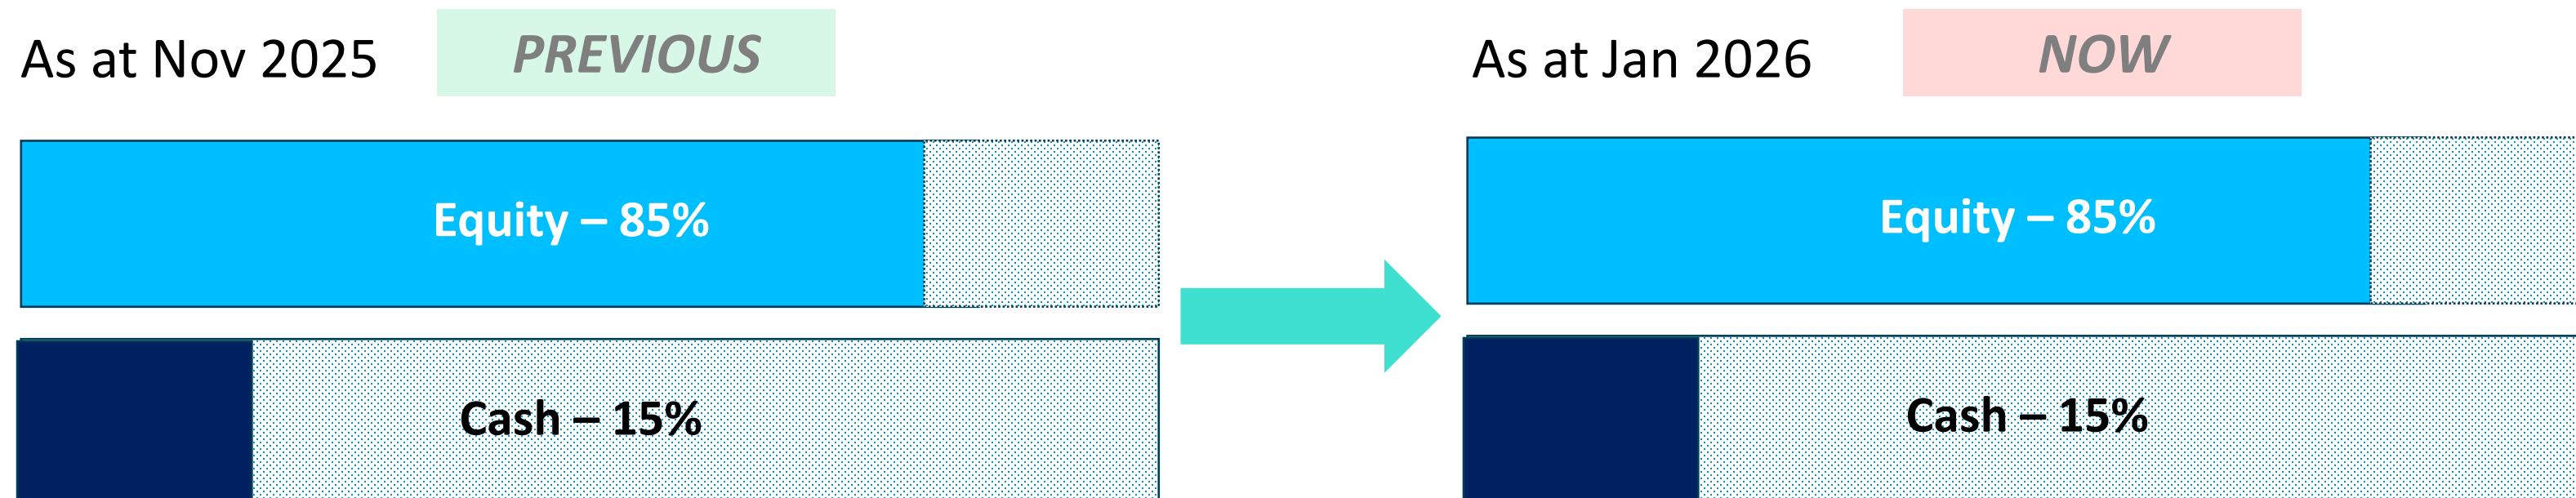 As at Nov 2025
PREVIOUS
As at Jan 2026
NOW
Equity – 85%
Equity – 85%
Cash – 15%
Cash – 15%